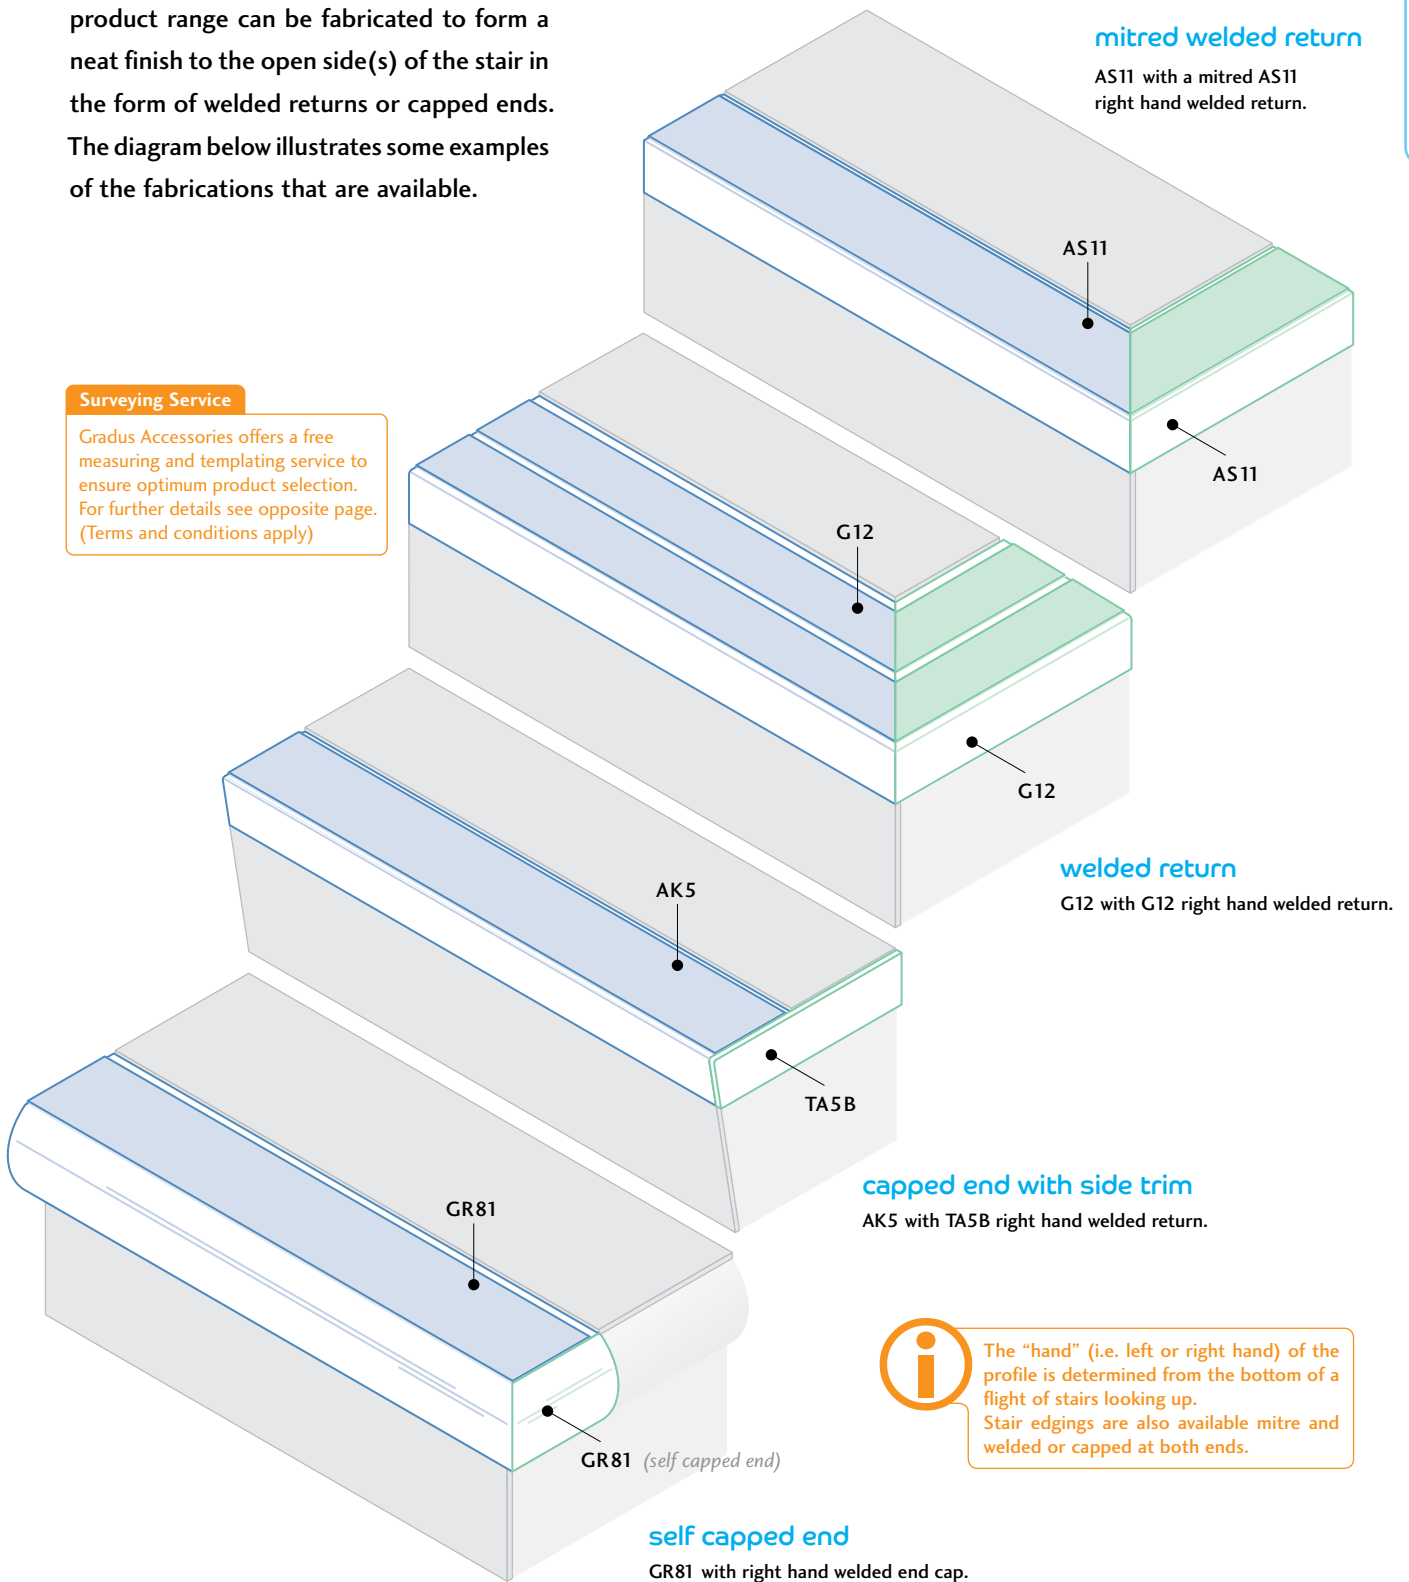 product range can be fabricated to form a
neat finish to the open side(s) of the stair in
the form of welded returns or capped ends.
The diagram below illustrates some examples
of the fabrications that are available.
mitred welded return
AS11 with a mitred AS11
right hand welded return.
AS11
AS11
Surveying Service
Gradus Accessories offers a free
measuring and templating service to
ensure optimum product selection.
For further details see opposite page.
(Terms and conditions apply)
G12
G12
welded return
G12 with G12 right hand welded return.
AK5
TA5B
capped end with side trim
AK5 with TA5B right hand welded return.
GR81
GR81 (self capped end)
The “hand” (i.e. left or right hand) of the
profile is determined from the bottom of a
flight of stairs looking up.
Stair edgings are also available mitre and
welded or capped at both ends.
self capped end
GR81 with right hand welded end cap.